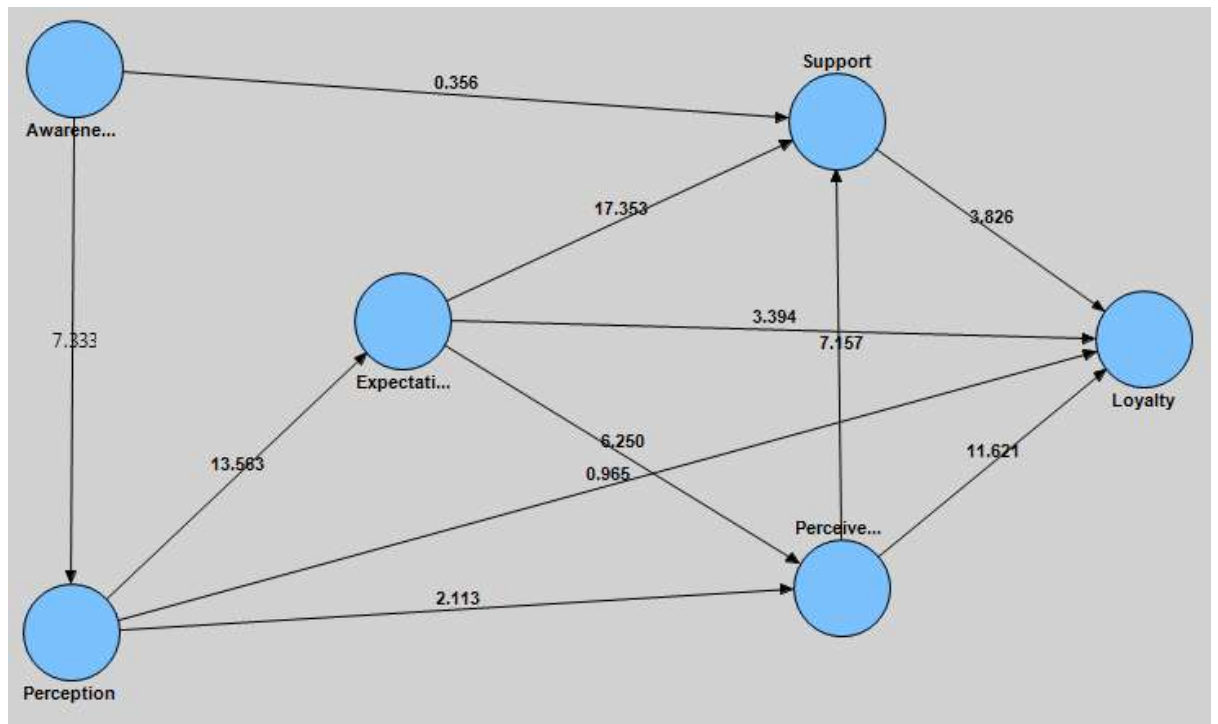 Support
0.356
Awarene...
17.353
3.826
3.394
7.333
7.157
Expectati...
Loyalty
6.250
11.621
13.563
0.965
Perceive...
2.113
Perception